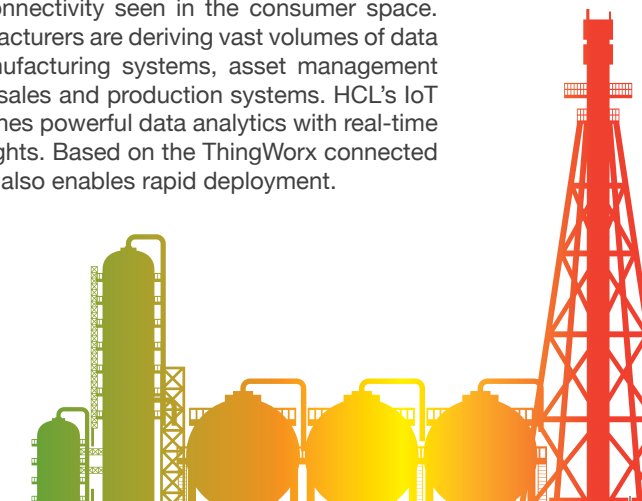 onnectivity seen in the consumer space.
acturers are deriving vast volumes of data
nufacturing systems, asset management
sales and production systems. HCL's IoT
nes powerful data analytics with real-time
ghts. Based on the ThingWorx connected
also enables rapid deployment.